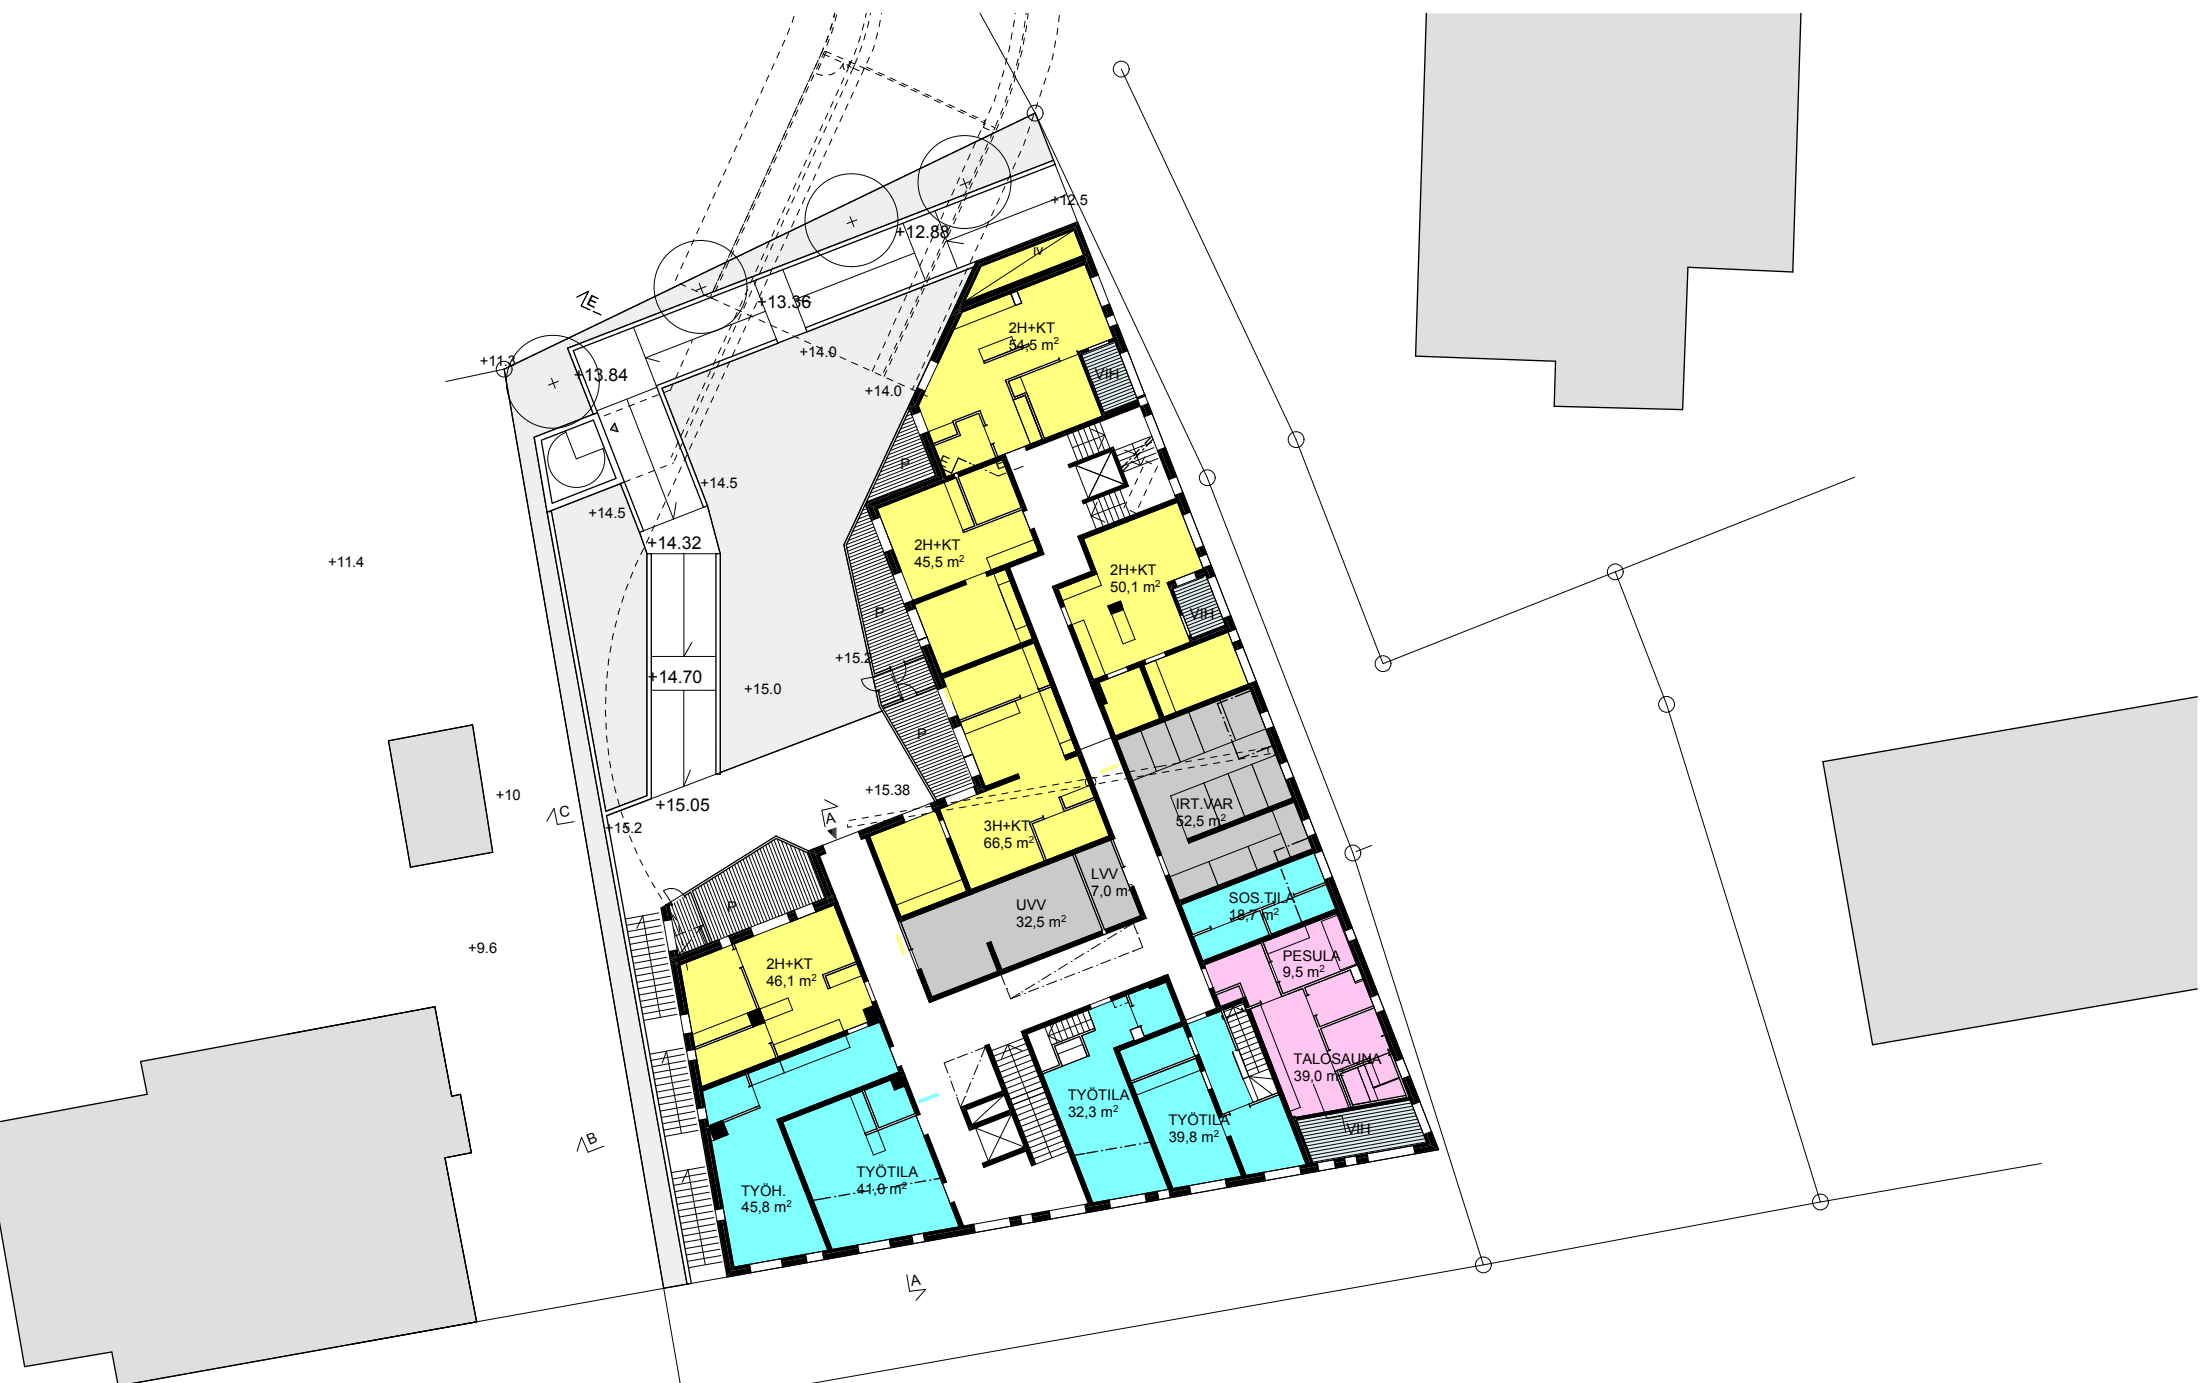 +12.5
+12.88
IV
E
+13.36
2H+KT
54,5 m²
+14.0
+11.3
+13.84
+14.0
VIH
P
E
E
+14.5
+14.5
+14.32
2H+KT
45,5 m²
+11.4
2H+KT
50,1 m²
P
VIH
+15.2
+14.70
+15.0
P
+10
+15.38
+15.05
C
A
+15.2
IRT.VAR
52,5 m²
3H+KT
66,5 m²
LVV
7,0 m²
UVV
32,5 m²
P
SOS.TILA
18,7 m²
+9.6
2H+KT
46,1 m²
PESULA
9,5 m²
TALOSAUNA
39,0 m²
TYÖTILA
32,3 m²
TYÖTILA
39,8 m²
VIH
B
TYÖTILA
41,0 m²
TYÖH.
45,8 m²
A